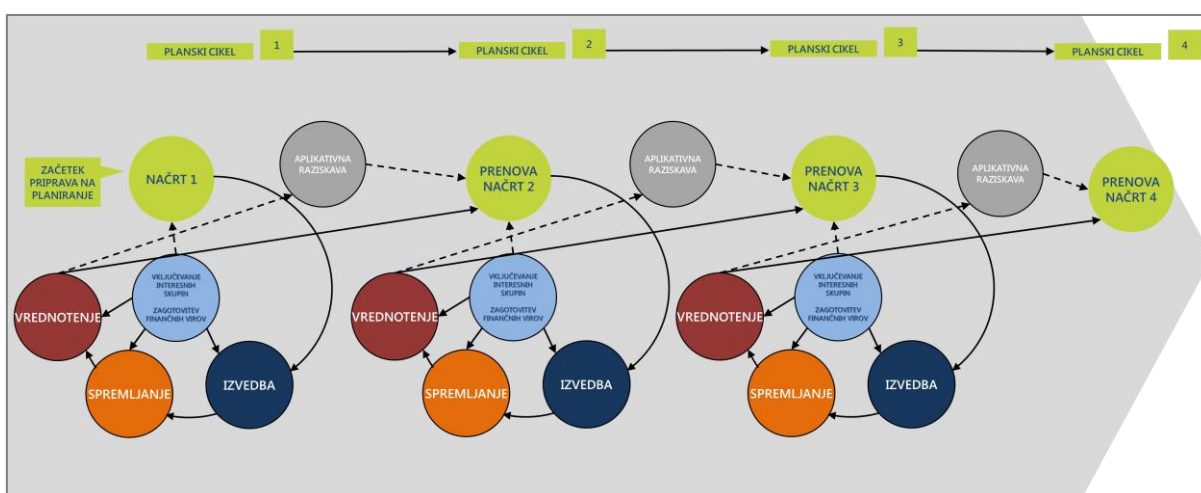 PLANSKI CIKEL
1
PLANSKI CIKEL
2
PLANSKI CIKEL
3
PLANSKI CIKEL
4
ZAČETEK
PRIPRAVA NA
PLANIRANJE
NAČRT 1
APLIKATIVNA
RAZISKAVA
PRENOVA
NAČRT 2
APLIKATIVNA
RAZISKAVA
PRENOVA
NAČRT 3
APLIKATIVNA
RAZISKAVA
PRENOVA
NAČRT 4
VREDNOTENJE
VKLJUČEVANJE
INTERESNIH
SKUPIN
ZAGOTOVITEV
FINANČNIH VIROV
SPREMLJANJE
IZVEDBA
VREDNOTENJE
VKLJUČEVANJE
INTERESNIH
SKUPIN
ZAGOTOVITEV
FINANČNIH VIROV
SPREMLJANJE
IZVEDBA
VREDNOTENJE
VKLJUČEVANJE
INTERESNIH
SKUPIN
ZAGOTOVITEV
FINANČNIH VIROV
SPREMLJANJE
IZVEDBA